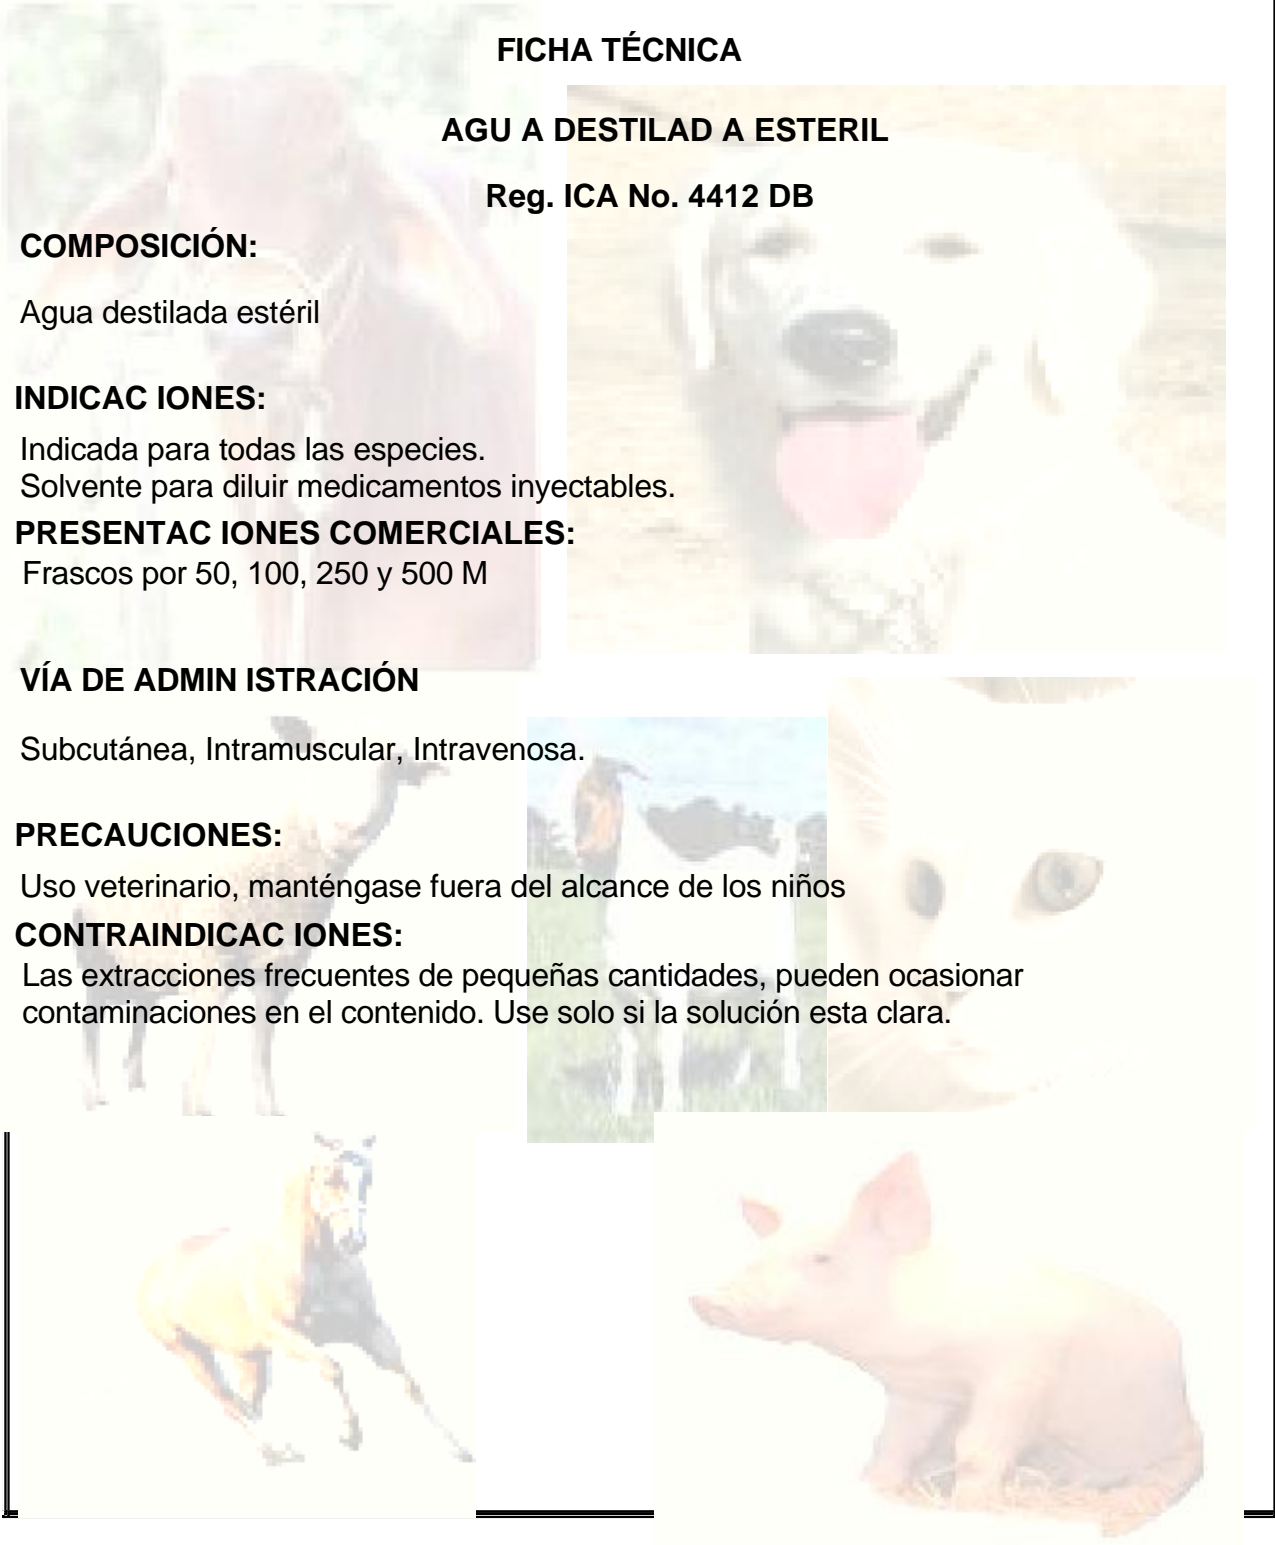 FICHA TÉCNICA
AGU A DESTILAD A ESTERIL
Reg. ICA No. 4412 DB
COMPOSICIÓN:
Agua destilada estéril
INDICAC IONES:
Indicada para todas las especies.
Solvente para diluir medicamentos inyectables.
PRESENTAC IONES COMERCIALES:
Frascos por 50, 100, 250 y 500 M
VÍA DE ADMIN ISTRACIÓN
Subcutánea, Intramuscular, Intravenosa.
PRECAUCIONES:
Uso veterinario, manténgase fuera del alcance de los niños
CONTRAINDICAC IONES:
Las extracciones frecuentes de pequeñas cantidades, pueden ocasionar
contaminaciones en el contenido. Use solo si la solución esta clara.